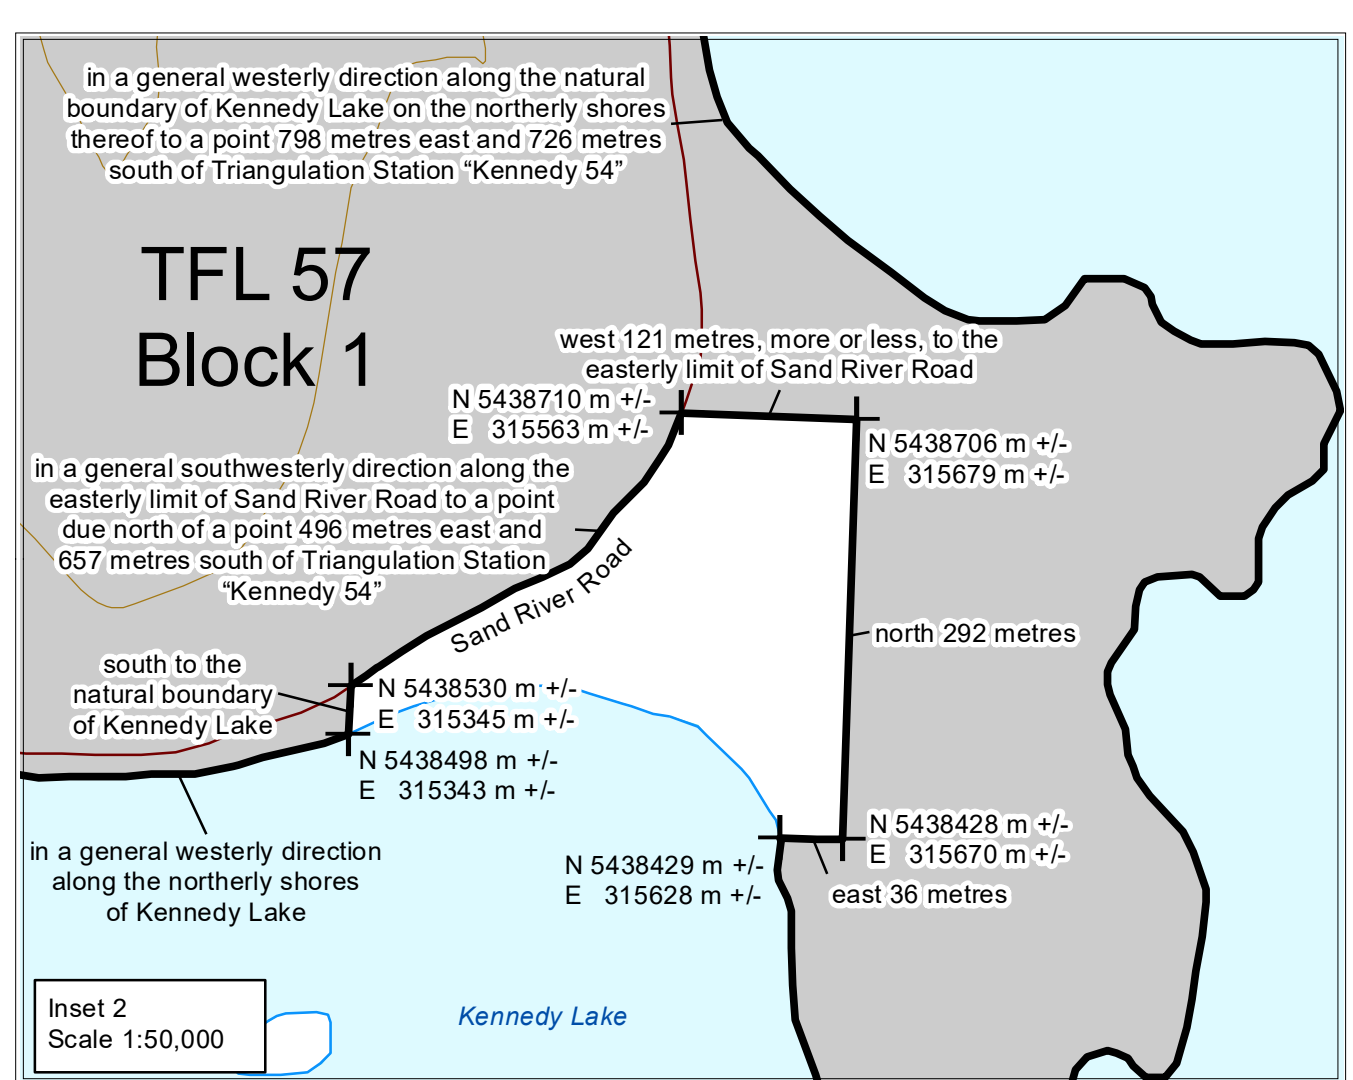 in a general westerly direction along the natural
boundary of Kennedy Lake on the northerly shores
thereof to a point 798 metres east and 726 metres
south of Triangulation Station “Kennedy 54”
TFL 57
Block 1
west 121 metres, more or less, to the
easterly limit of Sand River Road
N 5438710 m +/-
E 315563 m +/-
N 5438706 m +/-
E 315679 m +/-
in a general southwesterly direction along the
easterly limit of Sand River Road to a point
due north of a point 496 metres east and
657 metres south of Triangulation Station
“Kennedy 54”
Sand River Road
north 292 metres
south to the
natural boundary
of Kennedy Lake
N 5438530 m +/-
E 315345 m +/-
N 5438498 m +/-
E 315343 m +/-
N 5438428 m +/-
E 315670 m +/-
N 5438429 m +/-
E 315628 m +/-
east 36 metres
in a general westerly direction
along the northerly shores
of Kennedy Lake
Inset 2
Scale 1:50,000
Kennedy Lake